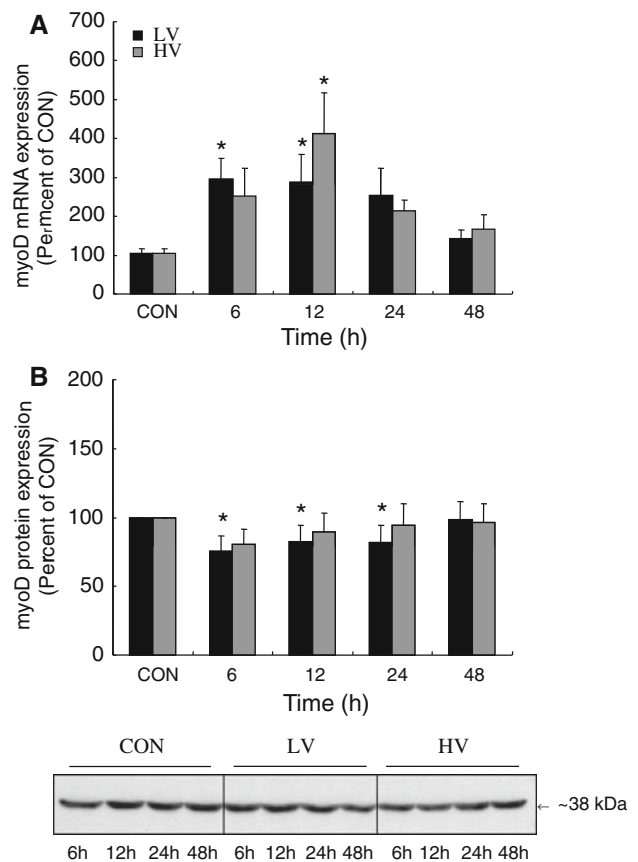 A
LV
HV
myoD mRNA expression
(Permcent of CON)
700
600
500
400
300
200
100
0
*
*
*
CON 6 12 24 48
Time (h)
B
myoD protein expression
(Percent of CON)
200
150
100
50
0
* * *
CON 6 12 24 48
Time (h)
CON LV HV
← ~38 kDa
6h 12h 24h 48h 6h 12h 24h 48h 6h 12h 24h 48h